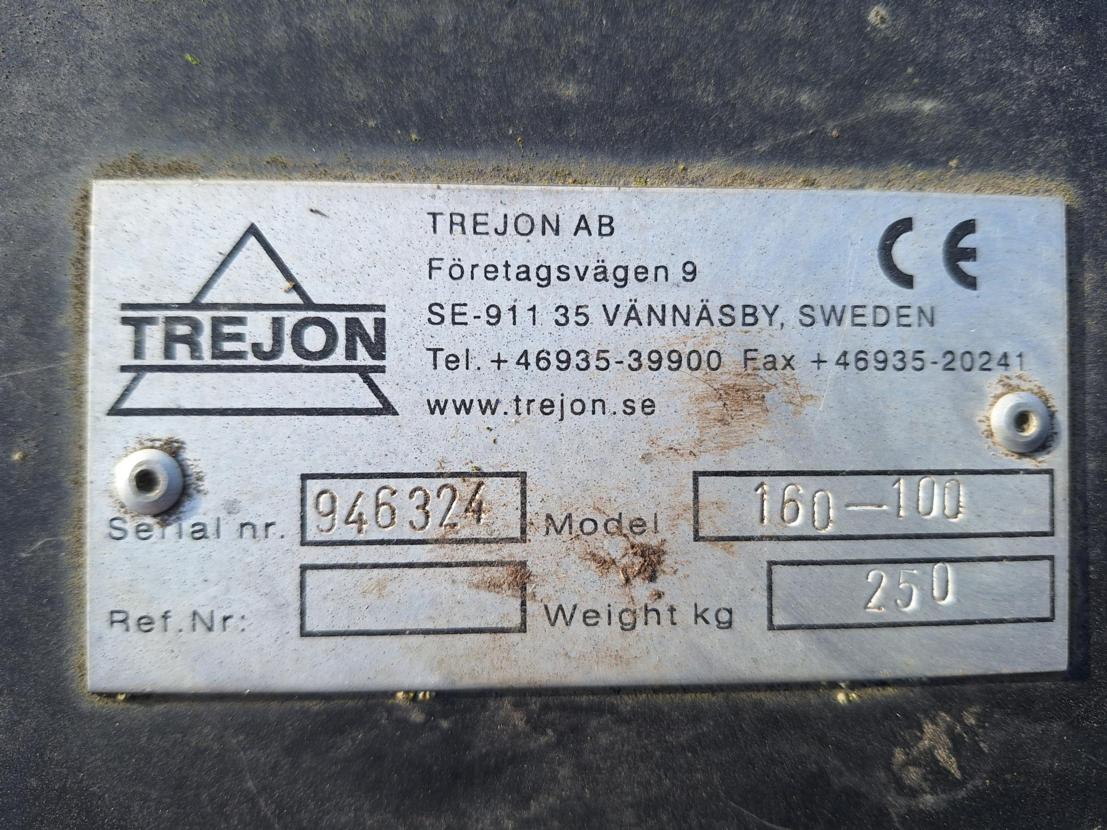 TREJON
TREJON AB
Företagsvägen 9
SE-911 35 VÄNNÄSBY, SWEDEN
Tel. +46935-39900 Fax +46935-20241
www.trejon.se
CE
Serial nr. 946324 Model 160-100
Ref.Nr: Weight kg 250